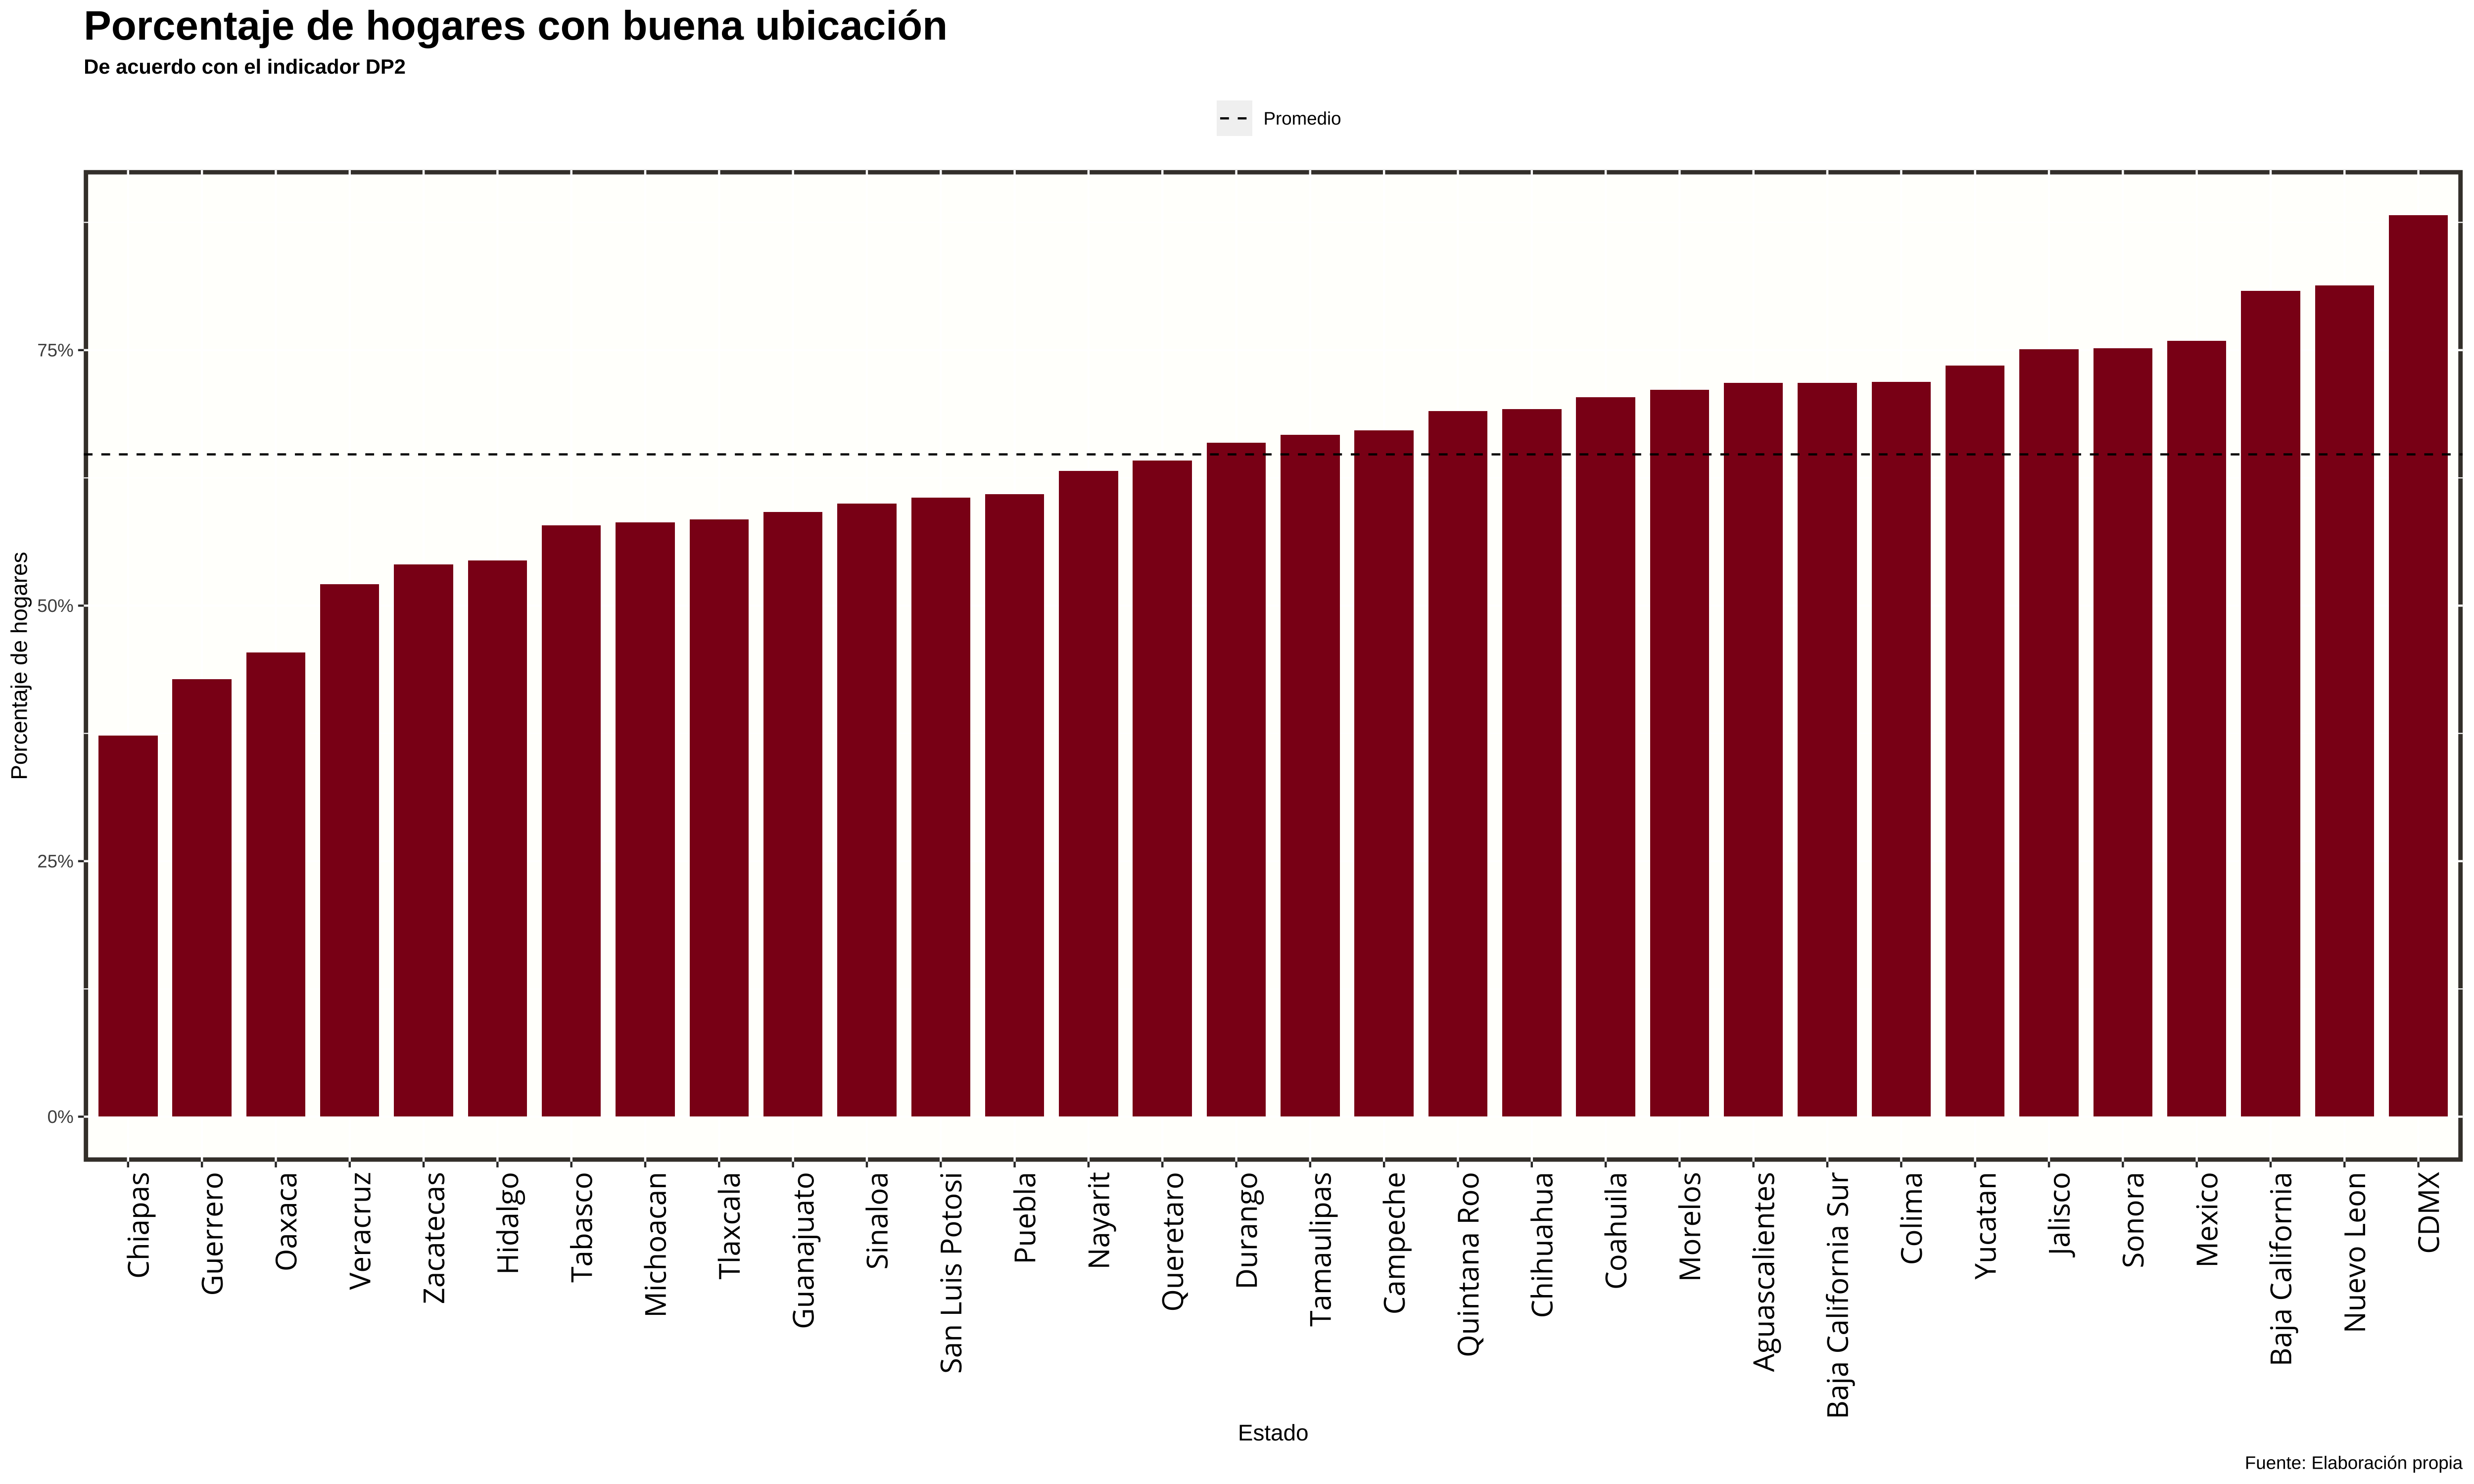 Porcentaje de hogares con buena ubicación
De acuerdo con el indicador DP2
Promedio
Porcentaje de hogares
75%
50%
25%
0%
Chiapas
Guerrero
Oaxaca
Veracruz
Zacatecas
Hidalgo
Tabasco
Michoacan
Tlaxcala
Guanajuato
Sinaloa
San Luis Potosi
Puebla
Nayarit
Queretaro
Durango
Tamaulipas
Campeche
Quintana Roo
Chihuahua
Coahuila
Morelos
Aguascalientes
Baja California Sur
Colima
Yucatan
Jalisco
Sonora
Mexico
Baja California
Nuevo Leon
CDMX
Estado
Fuente: Elaboración propia